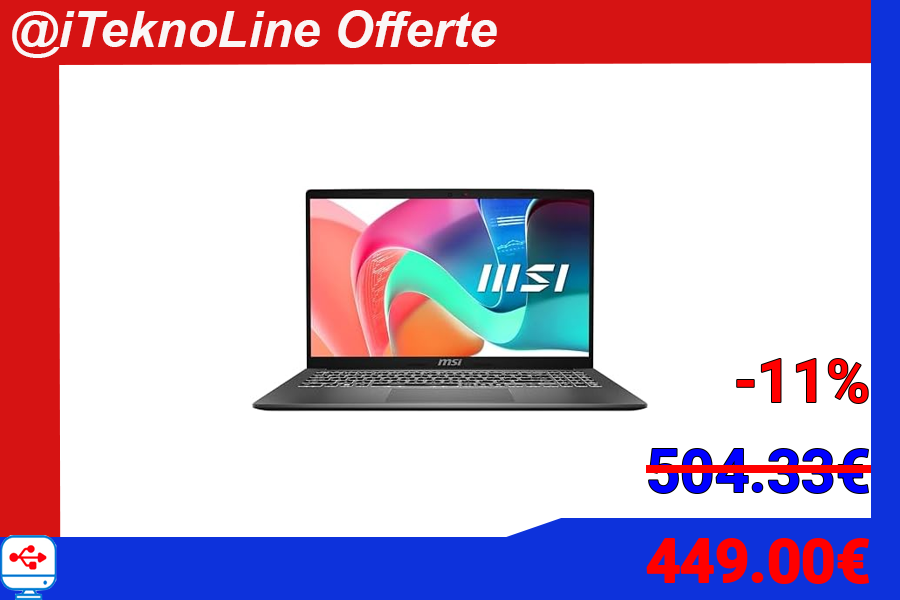 @iTeknoLine Offerte
msi
msi
-11%
504.33€
449.00€